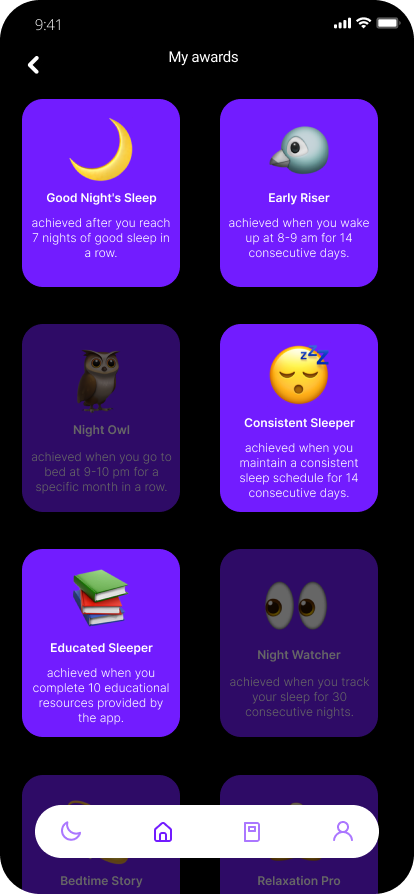 9:41
My awards
Good Night's Sleep
achieved after you reach
7 nights of good sleep in
a row.
Early Riser
achieved when you wake
up at 8-9 am for 14
consecutive days.
Night Owl
achieved when you go to
bed at 9-10 pm for a
specific month in a row.
Consistent Sleeper
achieved when you
maintain a consistent
sleep schedule for 14
consecutive days.
Educated Sleeper
achieved when you
complete 10 educational
resources provided by
the app.
Night Watcher
achieved when you track
your sleep for 30
consecutive nights.
Bedtime Story
Relaxation Pro